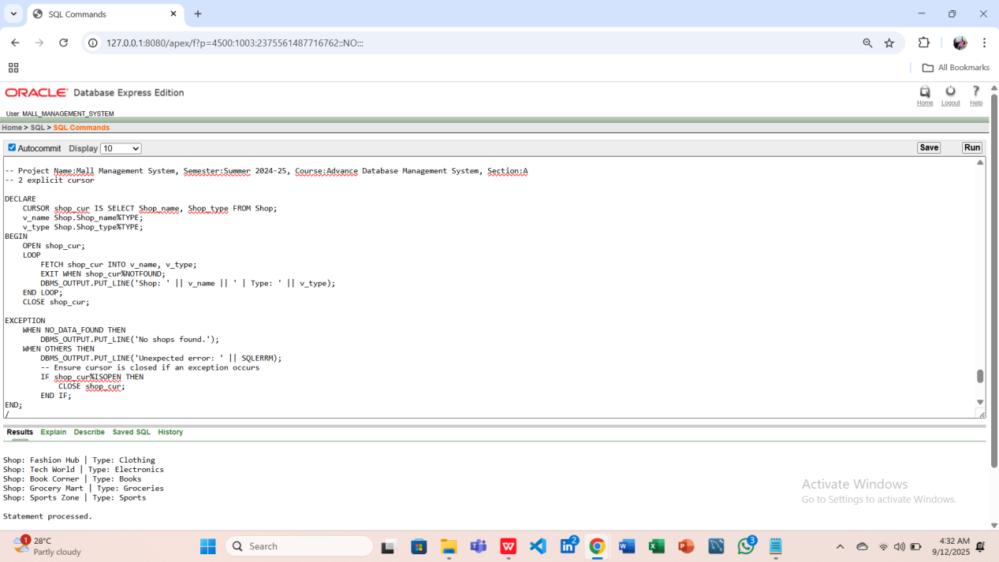 SQL Commands
127.0.0.1:8080/apex/f?p=4500:1003:2375561487716762::NO:::
All Bookmarks
ORACLE Database Express Edition
Home Logout Help
User: MALL_MANAGEMENT_SYSTEM
Home > SQL > SQL Commands
Autocommit Display 10 Save Run
-- Project Name:Mall Management System, Semester:Summer 2024-25, Course:Advance Database Management System, Section:A
-- 2 explicit cursor
DECLARE
CURSOR shop_cur IS SELECT Shop_name, Shop_type FROM Shop;
v_name Shop.Shop_name%TYPE;
v_type Shop.Shop_type%TYPE;
BEGIN
OPEN shop_cur;
LOOP
FETCH shop_cur INTO v_name, v_type;
EXIT WHEN shop_cur%NOTFOUND;
DBMS_OUTPUT.PUT_LINE('Shop: ' || v_name || ' | Type: ' || v_type);
END LOOP;
CLOSE shop_cur;
EXCEPTION
WHEN NO_DATA_FOUND THEN
DBMS_OUTPUT.PUT_LINE('No shops found.');
WHEN OTHERS THEN
DBMS_OUTPUT.PUT_LINE('Unexpected error: ' || SQLERRM);
-- Ensure cursor is closed if an exception occurs
IF shop_cur%ISOPEN THEN
CLOSE shop_cur;
END IF;
END;
/
Results Explain Describe Saved SQL History
Shop: Fashion Hub | Type: Clothing
Shop: Tech World | Type: Electronics
Shop: Book Corner | Type: Books
Shop: Grocery Mart | Type: Groceries
Shop: Sports Zone | Type: Sports
Statement processed.
Activate Windows
Go to Settings to activate Windows.
1
28°C
Partly cloudy
Search
2
3
4:32 AM
9/12/2025